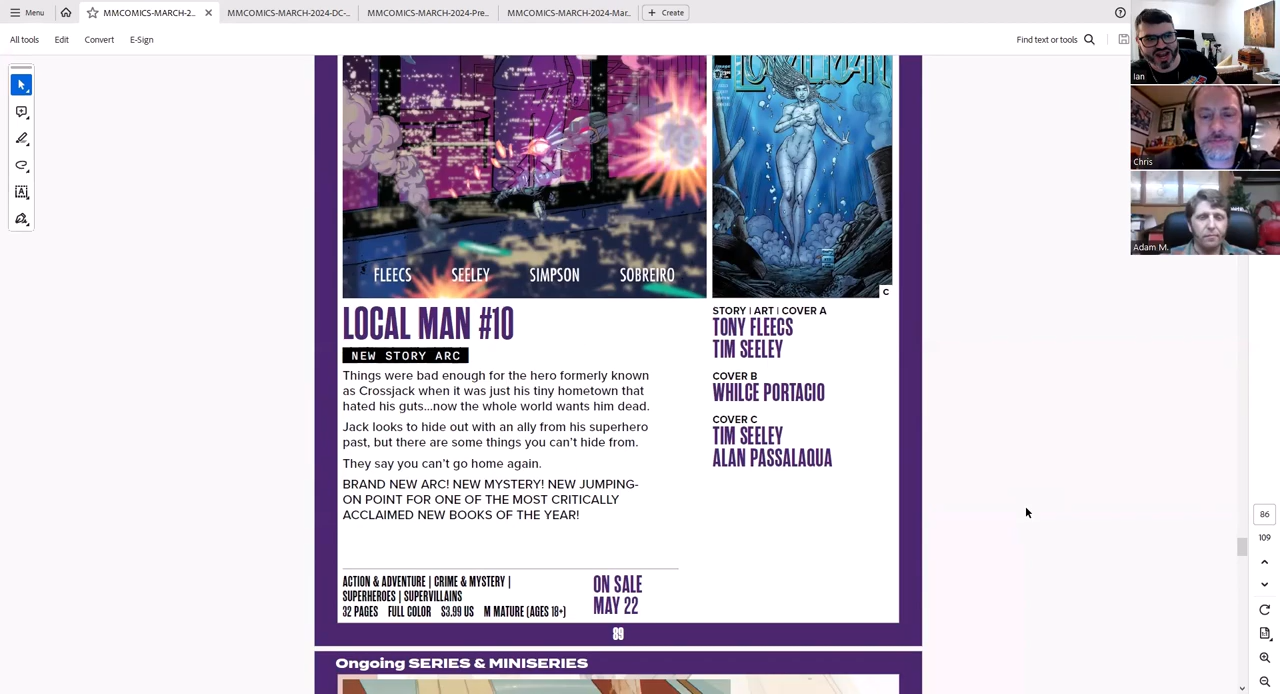 Menu
MMCOMICS-MARCH-2...
MMCOMICS-MARCH-2024-DC-...
MMCOMICS-MARCH-2024-Pre...
MMCOMICS-MARCH-2024-Mar...
Create
All tools
Edit
Convert
E-Sign
Find text or tools
Ian
Chris
Adam M.
image
FLEECS SEELEY SIMPSON SOBREIRO
C
LOCAL MAN #10
NEW STORY ARC
Things were bad enough for the hero formerly known
as Crossjack when it was just his tiny hometown that
hated his guts...now the whole world wants him dead.
Jack looks to hide out with an ally from his superhero
past, but there are some things you can't hide from.
They say you can't go home again.
BRAND NEW ARC! NEW MYSTERY! NEW JUMPING-
ON POINT FOR ONE OF THE MOST CRITICALLY
ACCLAIMED NEW BOOKS OF THE YEAR!
STORY | ART | COVER A
TONY FLEECS
TIM SEELEY
COVER B
WHILCE PORTACIO
COVER C
TIM SEELEY
ALAN PASSALAQUA
ACTION & ADVENTURE | CRIME & MYSTERY |
SUPERHEROES | SUPERVILLAINS
32 PAGES FULL COLOR $3.99 US M MATURE (AGES 18+)
ON SALE
MAY 22
89
Ongoing SERIES & MINISERIES
86
109